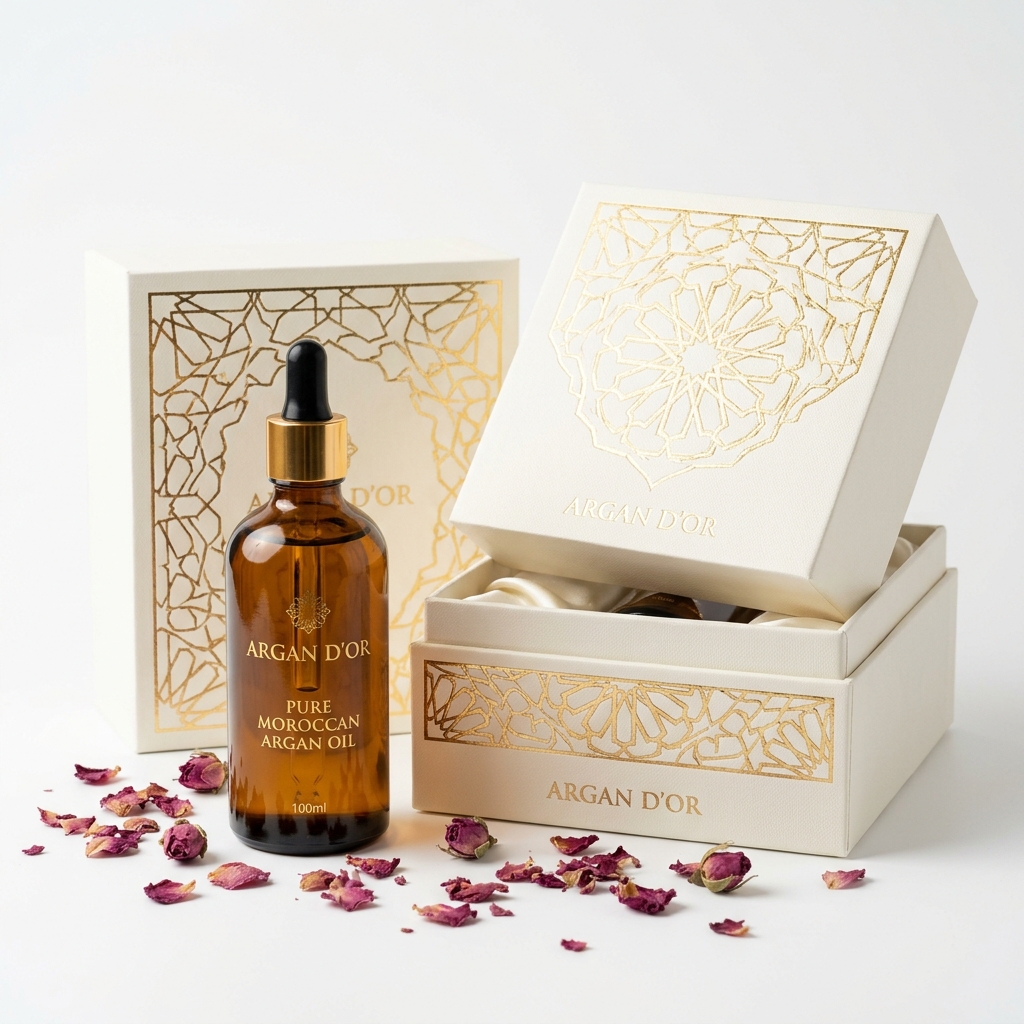 ARGAN D'OR
PURE
MOROCCAN
ARGAN OIL
100ml
ARGAN D'OR
ARGAN D'OR
D'OR